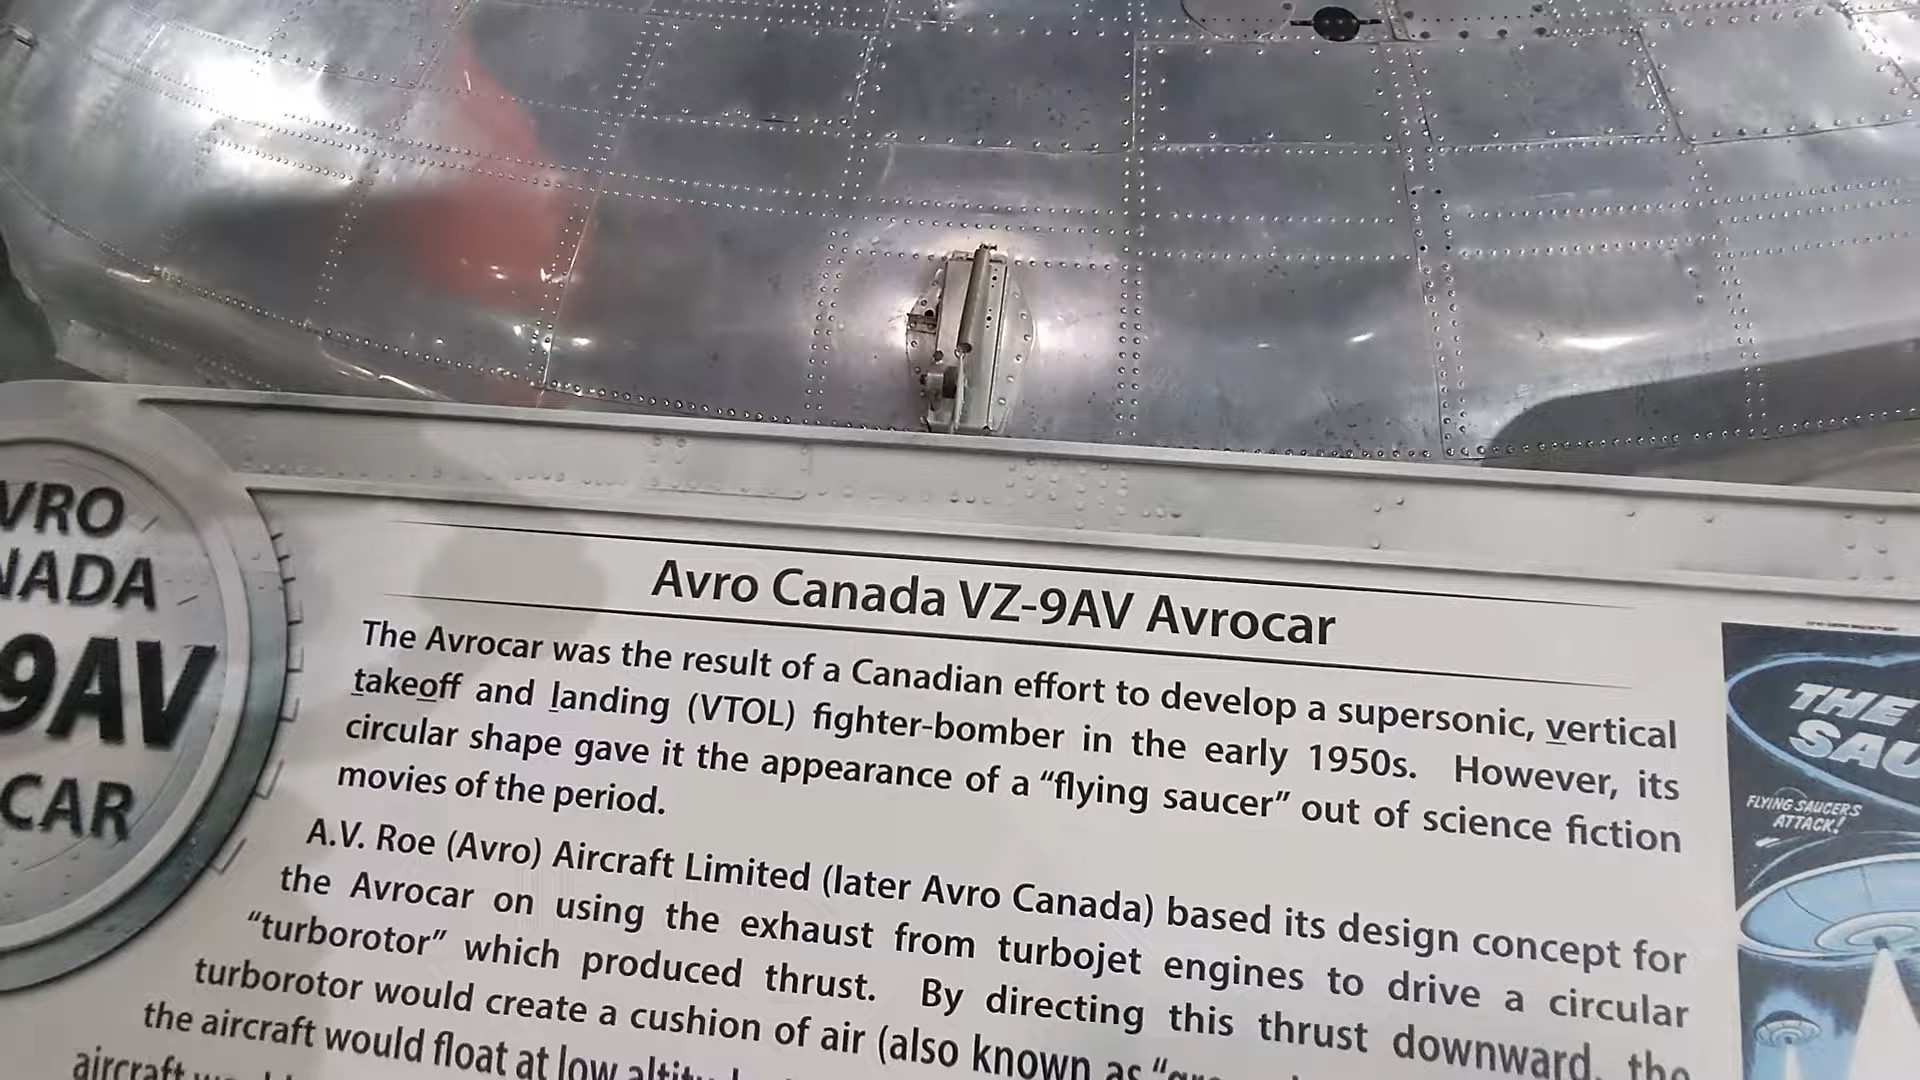 VRO
NADA
9AV
CAR
Avro Canada VZ-9AV Avrocar
The Avrocar was the result of a Canadian effort to develop a supersonic, vertical
takeoff and landing (VTOL) fighter-bomber in the early 1950s. However, its
circular shape gave it the appearance of a “flying saucer” out of science fiction
movies of the period.
A.V. Roe (Avro) Aircraft Limited (later Avro Canada) based its design concept for
the Avrocar on using the exhaust from turbojet engines to drive a circular
“turborotor” which produced thrust. By directing this thrust downward, the
turborotor would create a cushion of air (also known as
the aircraft would float at low
aircraft
THE
SAU
FLYING SAUCERS
ATTACK!